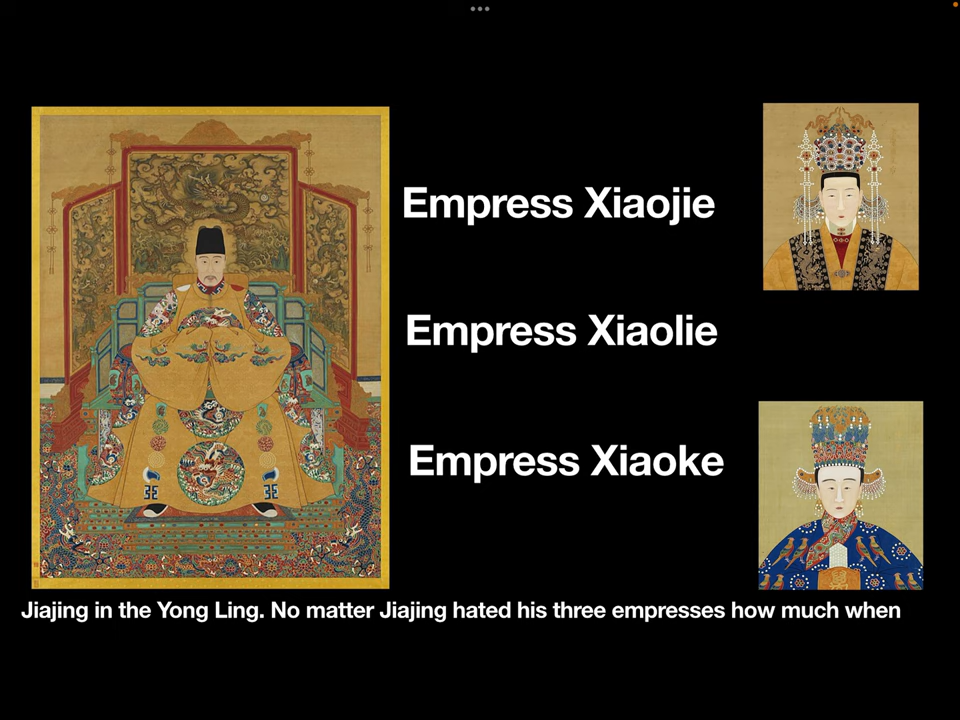 Empress Xiaojie
Empress Xiaolie
Empress Xiaoke
Jiajing in the Yong Ling. No matter Jiajing hated his three empresses how much when